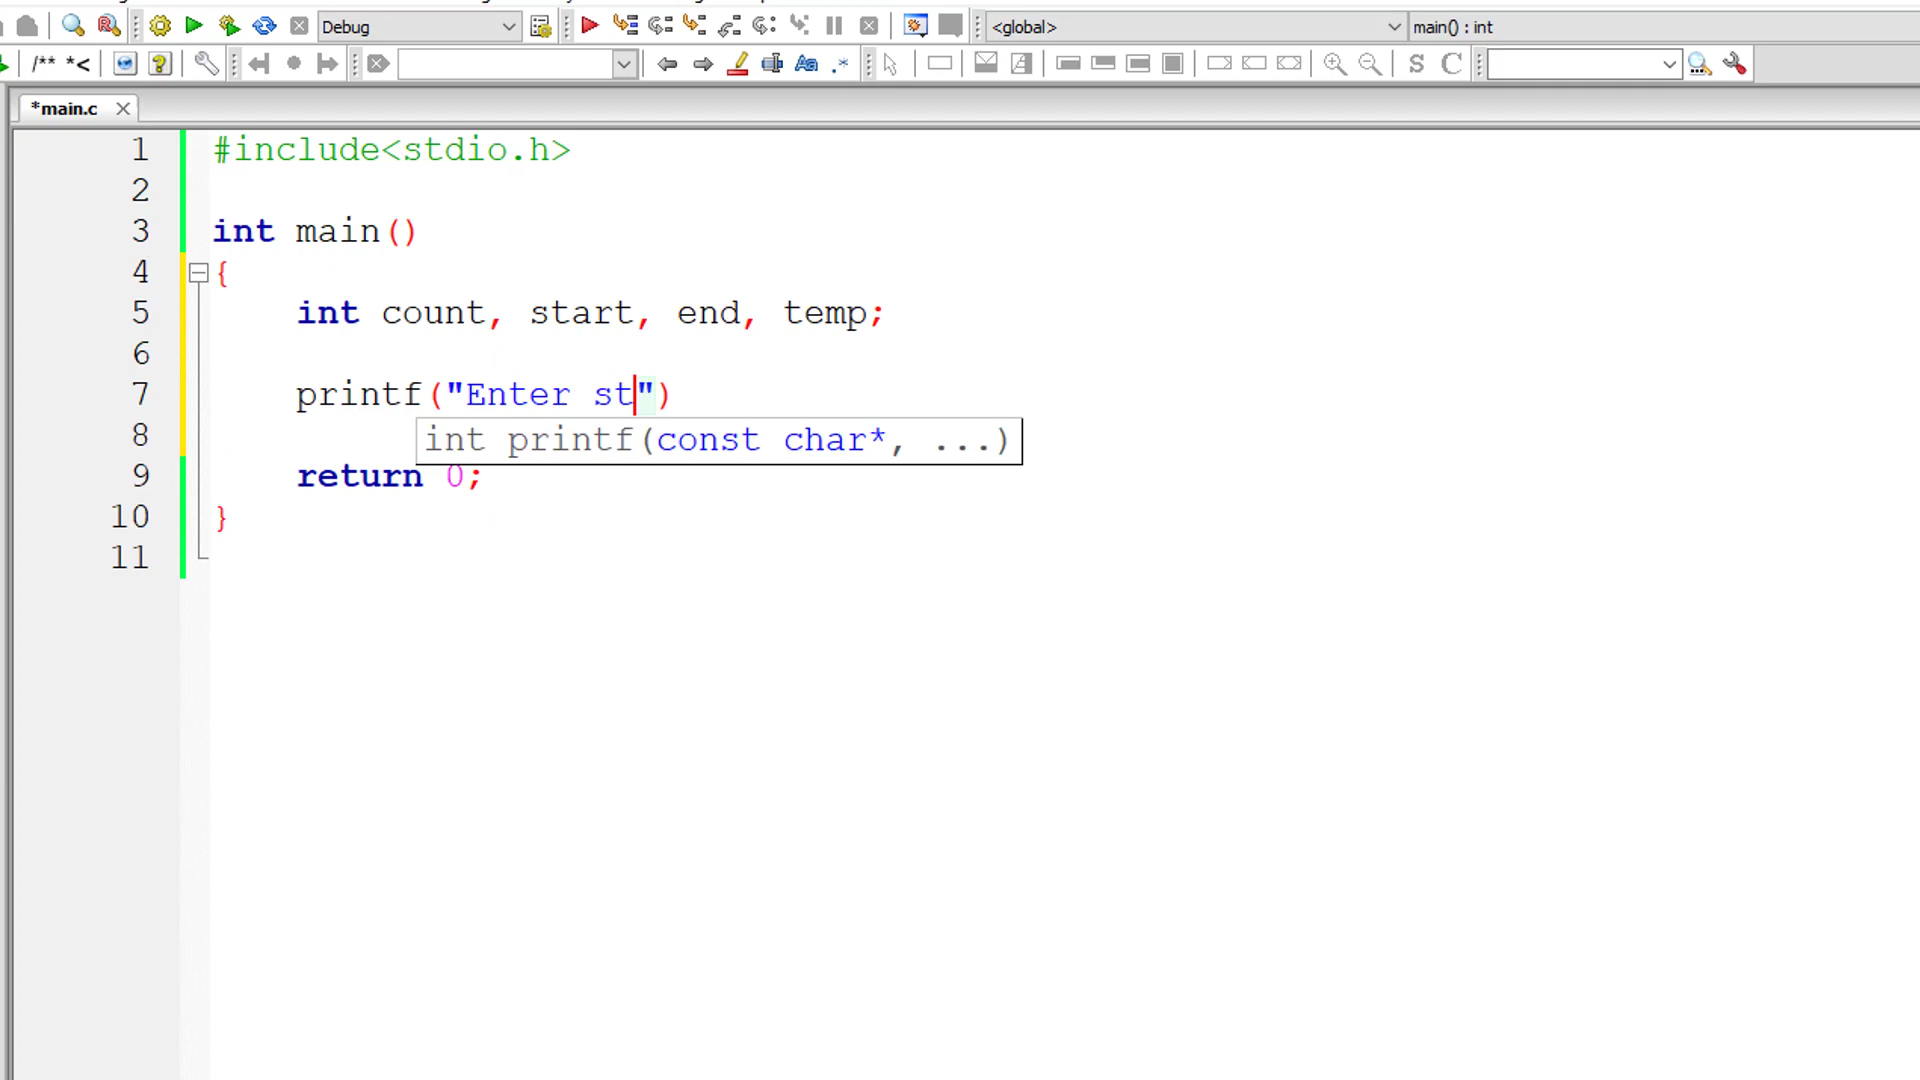 Debug
<global>
main() : int
/** *<
Aa
.*
S
C
*main.c
1 #include<stdio.h>
2
3 int main()
4 {
5 int count, start, end, temp;
6
7 printf("Enter st")
8 int printf(const char*, ...)
9 return 0;
10 }
11